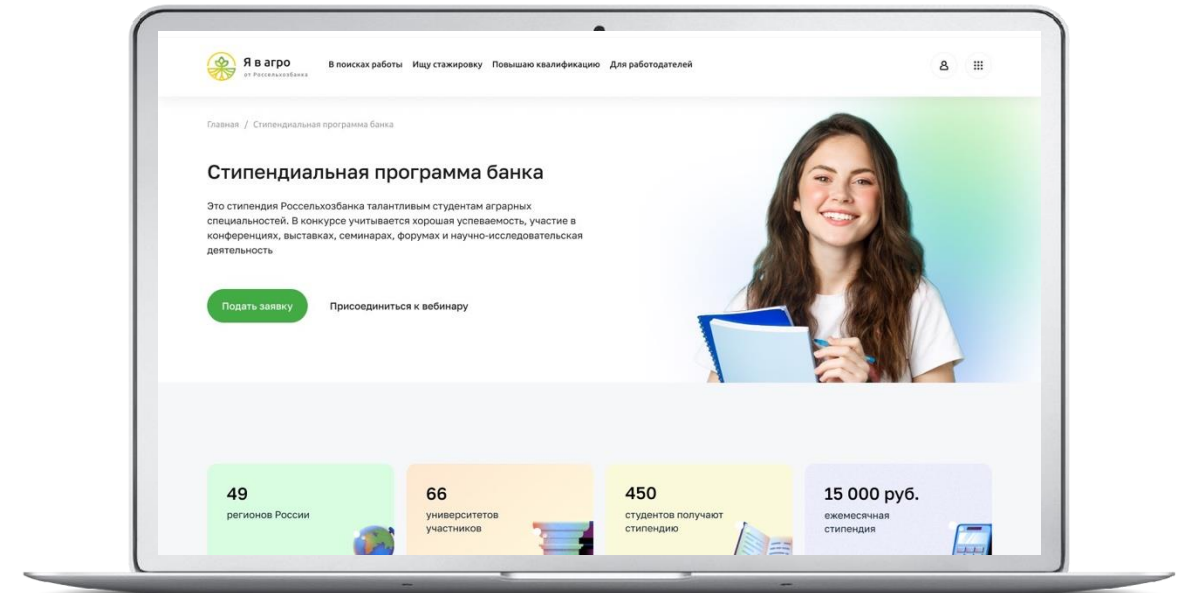 Я в агро
от Россельхозбанка
В поисках работы Ищу стажировку Повышаю квалификацию Для работодателей
Главная / Стипендиальная программа банка
Стипендиальная программа банка
Это стипендия Россельхозбанка талантливым студентам аграрных
специальностей. В конкурсе учитывается хорошая успеваемость, участие в
конференциях, выставках, семинарах, форумах и научно-исследовательская
деятельность
Подать заявку Присоединиться к вебинару
49
регионов России
66
университетов
участников
450
студентов получают
стипендию
15 000 руб.
ежемесячная
стипендия